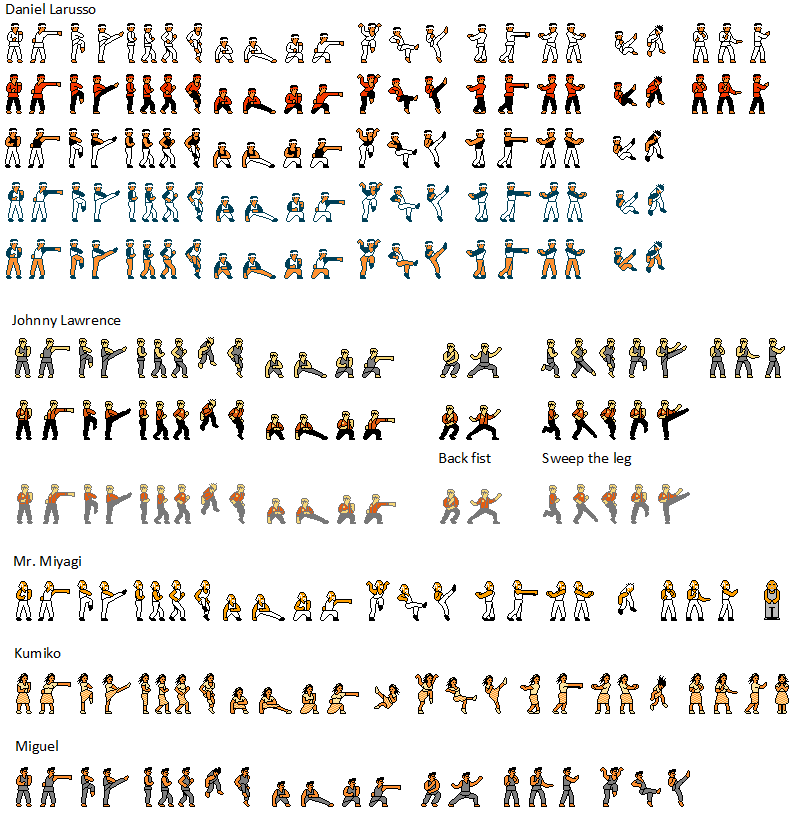 Daniel Larusso
Johnny Lawrence
Back fist
Sweep the leg
Mr. Miyagi
Kumiko
Miguel